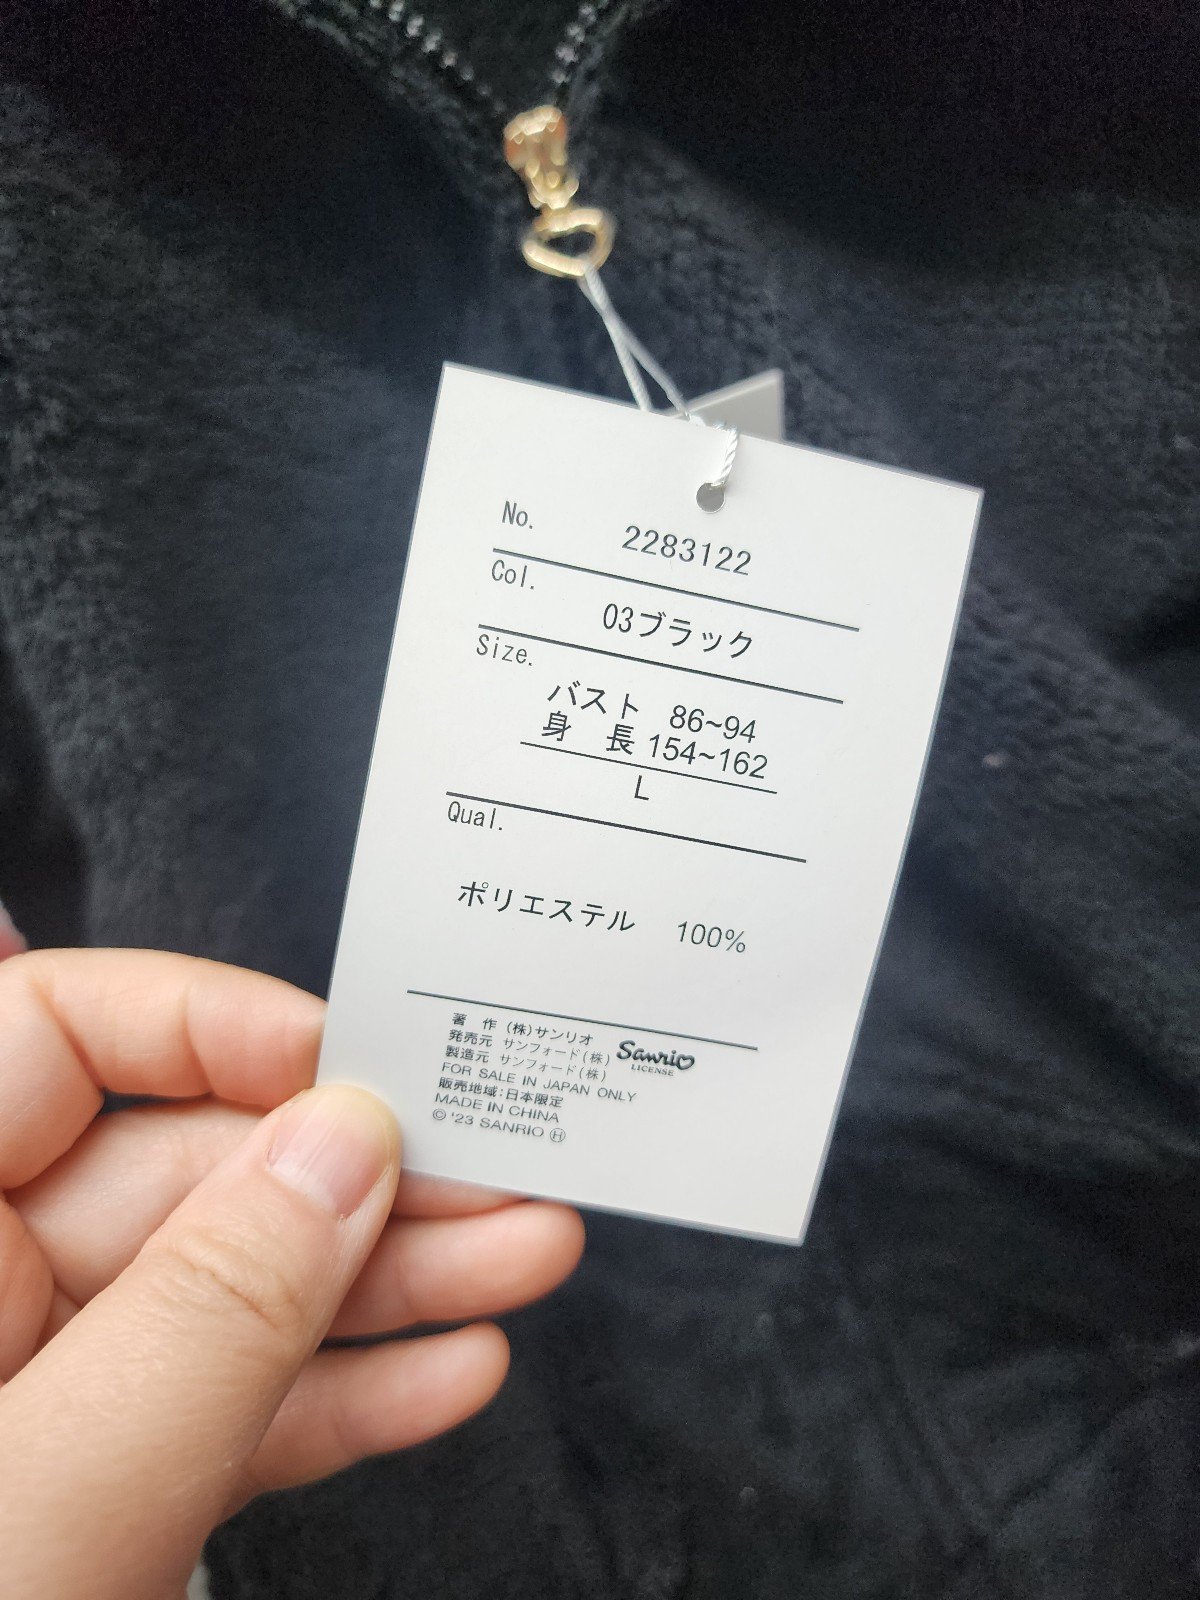 No. 2283122
Col. 03ブラック
Size.
バスト 86~94
身 長 154~162
L
Qual.
ポリエステル 100%
著 作 (株)サンリオ
発売元 サンフォード(株)
製造元 サンフォード(株)
Sanrio
LICENSE
FOR SALE IN JAPAN ONLY
販売地域:日本限定
MADE IN CHINA
© '23 SANRIO Ⓗ